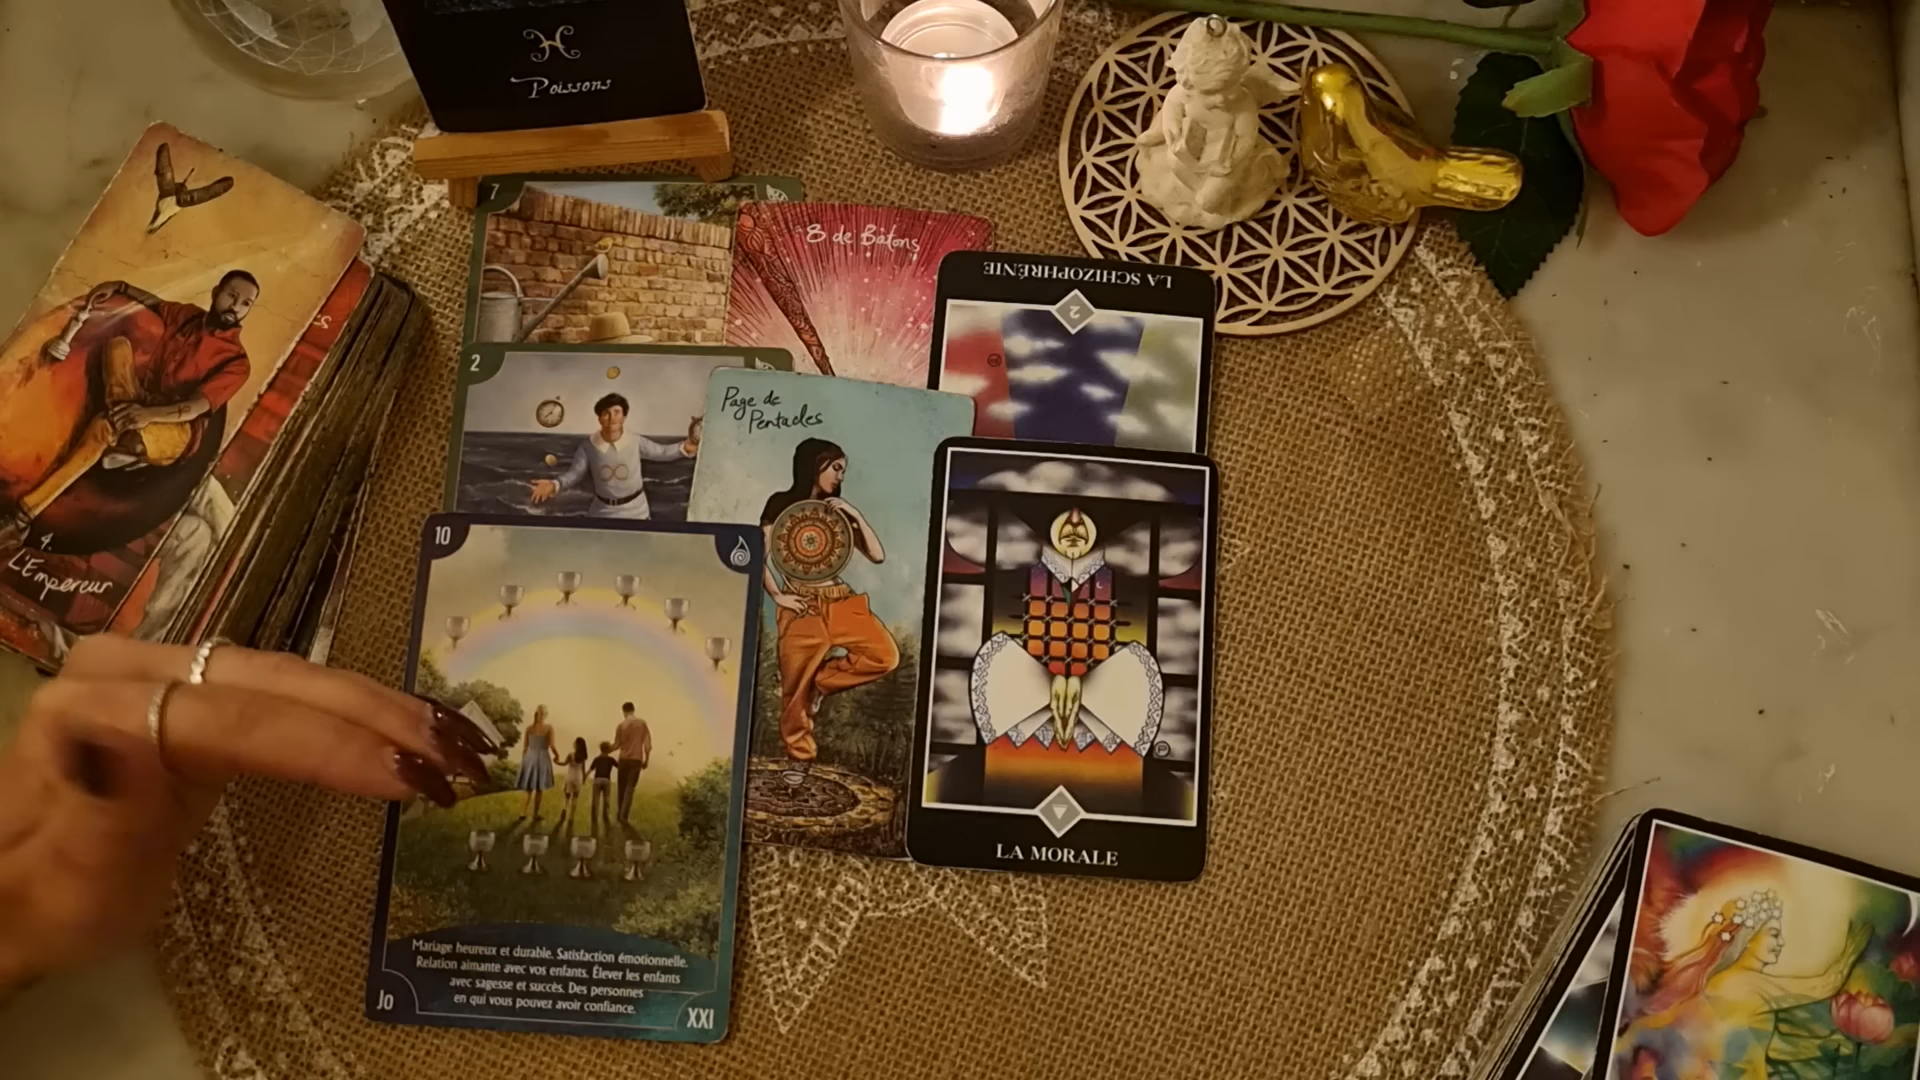 Poissons
7
8 de Bâtons
LA SCHIZOPHRÉNIE
2
2
Page de
Pentacles
10
4.
L'Empereur
LA MORALE
Mariage heureux et durable. Satisfaction émotionnelle.
Relation aimante avec vos enfants. Élever les enfants
avec sagesse et succès. Des personnes
en qui vous pouvez avoir confiance.
Jo
XXI